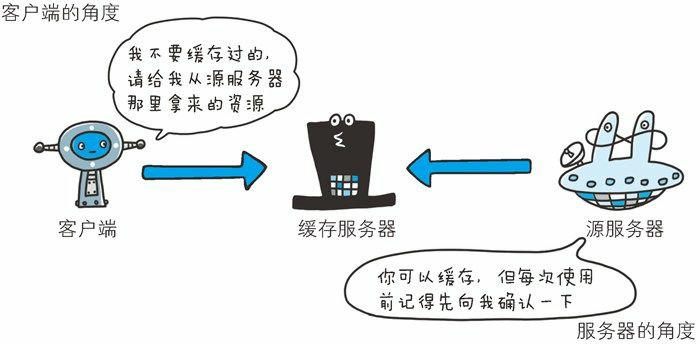 客户端的角度
我不要缓存过的，
请给我从源服务器
那里拿来的资源
客户端
缓存服务器
源服务器
你可以缓存，但每次使用
前记得先向我确认一下
服务器的角度